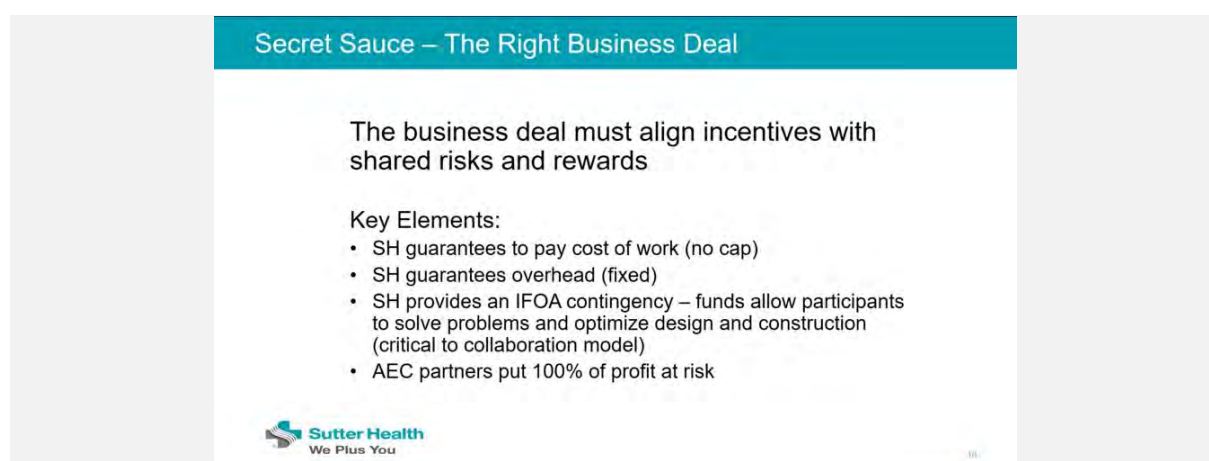 Secret Sauce – The Right Business Deal
The business deal must align incentives with
shared risks and rewards
Key Elements:
• SH guarantees to pay cost of work (no cap)
• SH guarantees overhead (fixed)
• SH provides an IFOA contingency – funds allow participants
to solve problems and optimize design and construction
(critical to collaboration model)
• AEC partners put 100% of profit at risk
Sutter Health
We Plus You